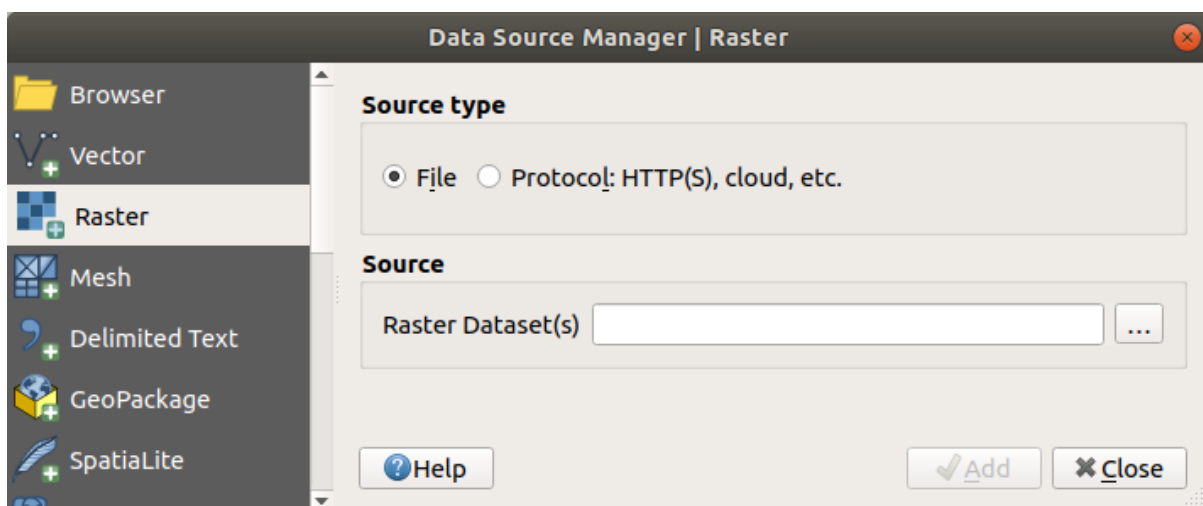 Data Source Manager | Raster
Browser
Vector
Raster
Mesh
Delimited Text
GeoPackage
SpatiaLite
Source type
File
Protocol: HTTP(S), cloud, etc.
Source
Raster Dataset(s)
...
Help
Add
Close